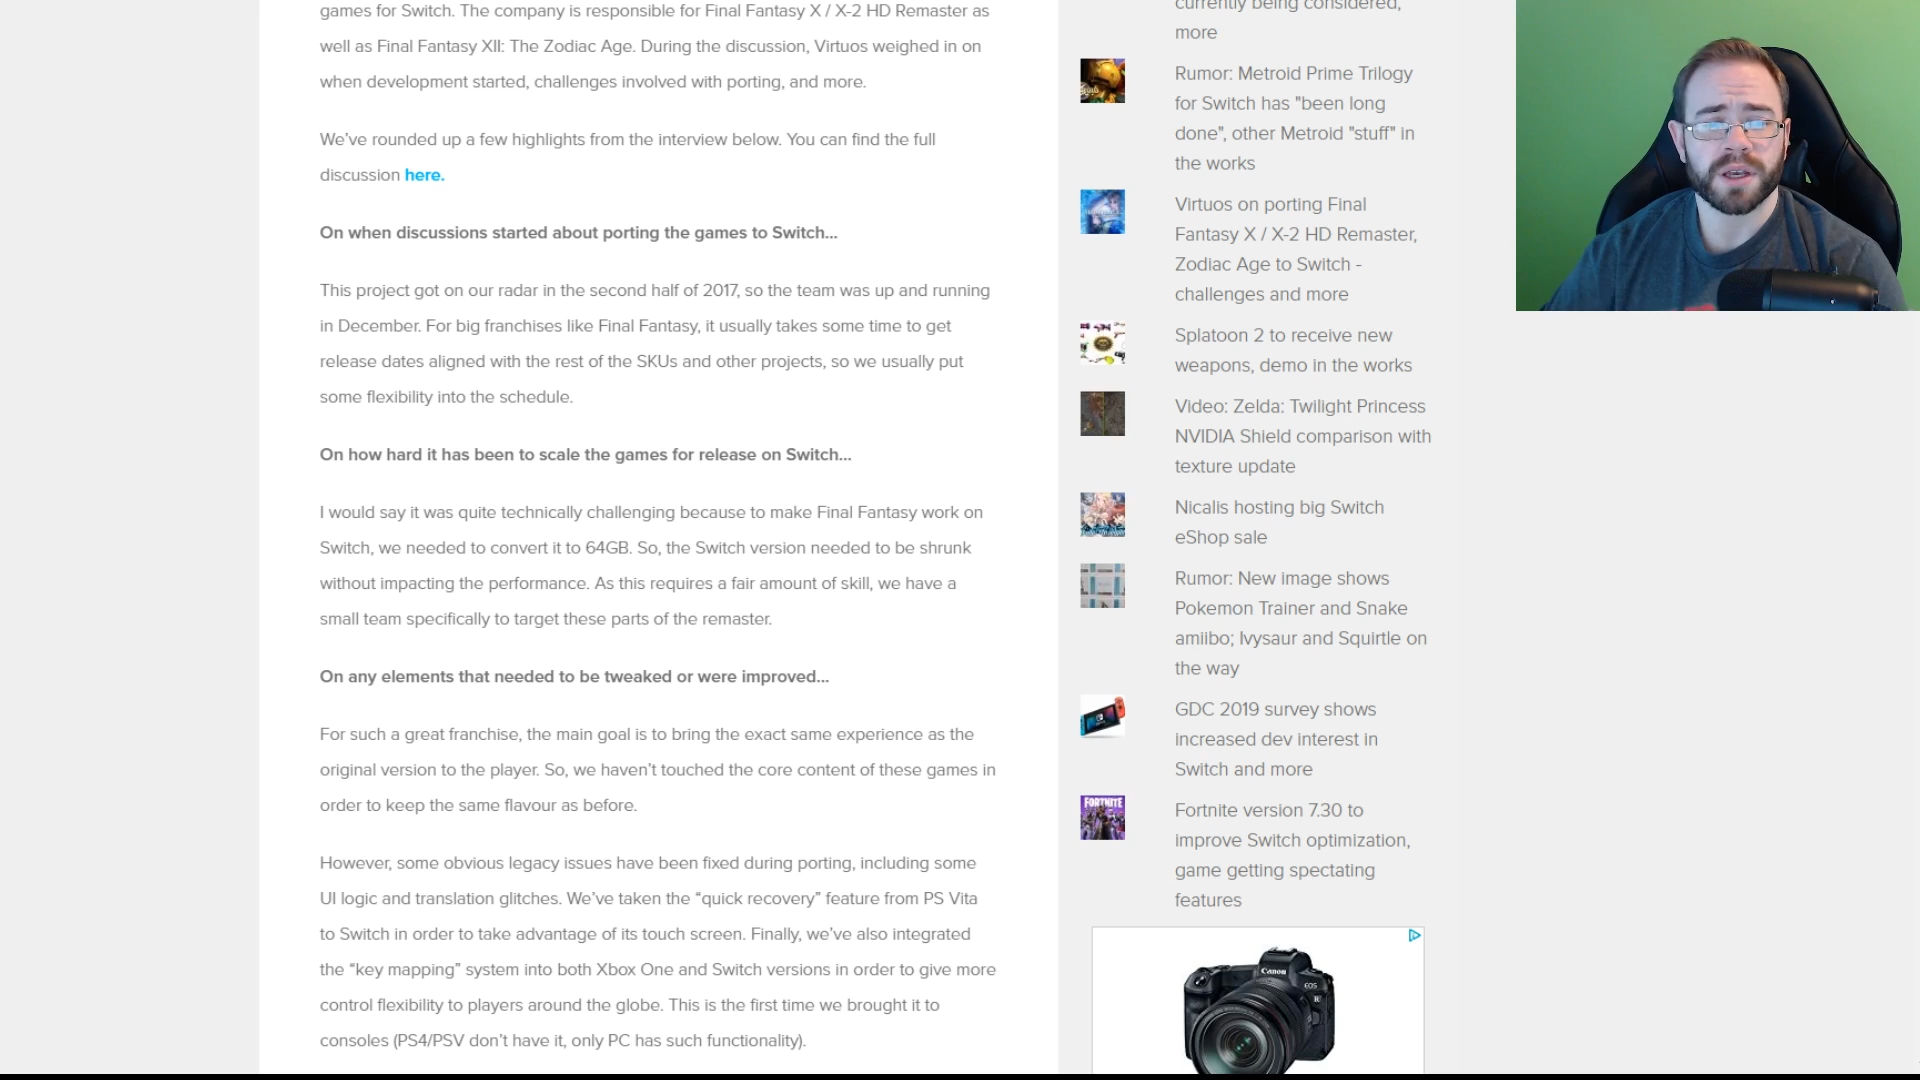 games for Switch. The company is responsible for Final Fantasy X / X-2 HD Remaster as
well as Final Fantasy XII: The Zodiac Age. During the discussion, Virtuos weighed in on
when development started, challenges involved with porting, and more.
We’ve rounded up a few highlights from the interview below. You can find the full
discussion here.
On when discussions started about porting the games to Switch…
This project got on our radar in the second half of 2017, so the team was up and running
in December. For big franchises like Final Fantasy, it usually takes some time to get
release dates aligned with the rest of the SKUs and other projects, so we usually put
some flexibility into the schedule.
On how hard it has been to scale the games for release on Switch…
I would say it was quite technically challenging because to make Final Fantasy work on
Switch, we needed to convert it to 64GB. So, the Switch version needed to be shrunk
without impacting the performance. As this requires a fair amount of skill, we have a
small team specifically to target these parts of the remaster.
On any elements that needed to be tweaked or were improved…
For such a great franchise, the main goal is to bring the exact same experience as the
original version to the player. So, we haven’t touched the core content of these games in
order to keep the same flavour as before.
However, some obvious legacy issues have been fixed during porting, including some
UI logic and translation glitches. We’ve taken the “quick recovery” feature from PS Vita
to Switch in order to take advantage of its touch screen. Finally, we’ve also integrated
the “key mapping” system into both Xbox One and Switch versions in order to give more
control flexibility to players around the globe. This is the first time we brought it to
consoles (PS4/PSV don’t have it, only PC has such functionality).
currently being considered,
more
Rumor: Metroid Prime Trilogy
for Switch has "been long
done", other Metroid "stuff" in
the works
Virtuos on porting Final
Fantasy X / X-2 HD Remaster,
Zodiac Age to Switch -
challenges and more
Splatoon 2 to receive new
weapons, demo in the works
Video: Zelda: Twilight Princess
NVIDIA Shield comparison with
texture update
Nicalis hosting big Switch
eShop sale
Rumor: New image shows
Pokemon Trainer and Snake
amiibo; Ivysaur and Squirtle on
the way
GDC 2019 survey shows
increased dev interest in
Switch and more
FORTNITE
Fortnite version 7.30 to
improve Switch optimization,
game getting spectating
features
Canon
EOS
R